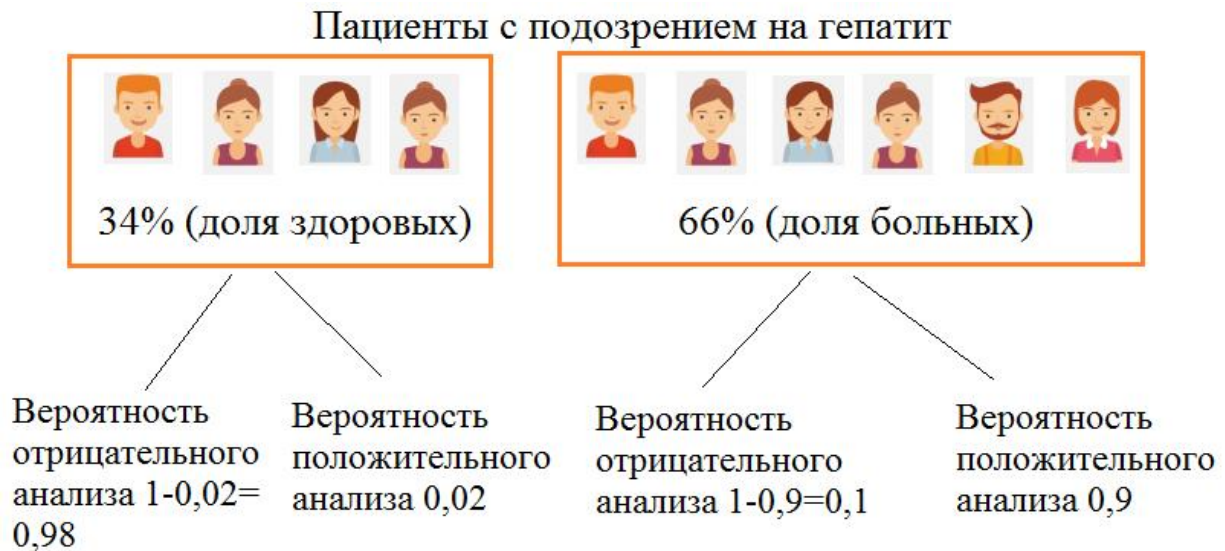 Пациенты с подозрением на гепатит
34% (доля здоровых)
66% (доля больных)
Вероятность
отрицательного
анализа 1-0,02=
0,98
Вероятность
положительного
анализа 0,02
Вероятность
отрицательного
анализа 1-0,9=0,1
Вероятность
положительного
анализа 0,9